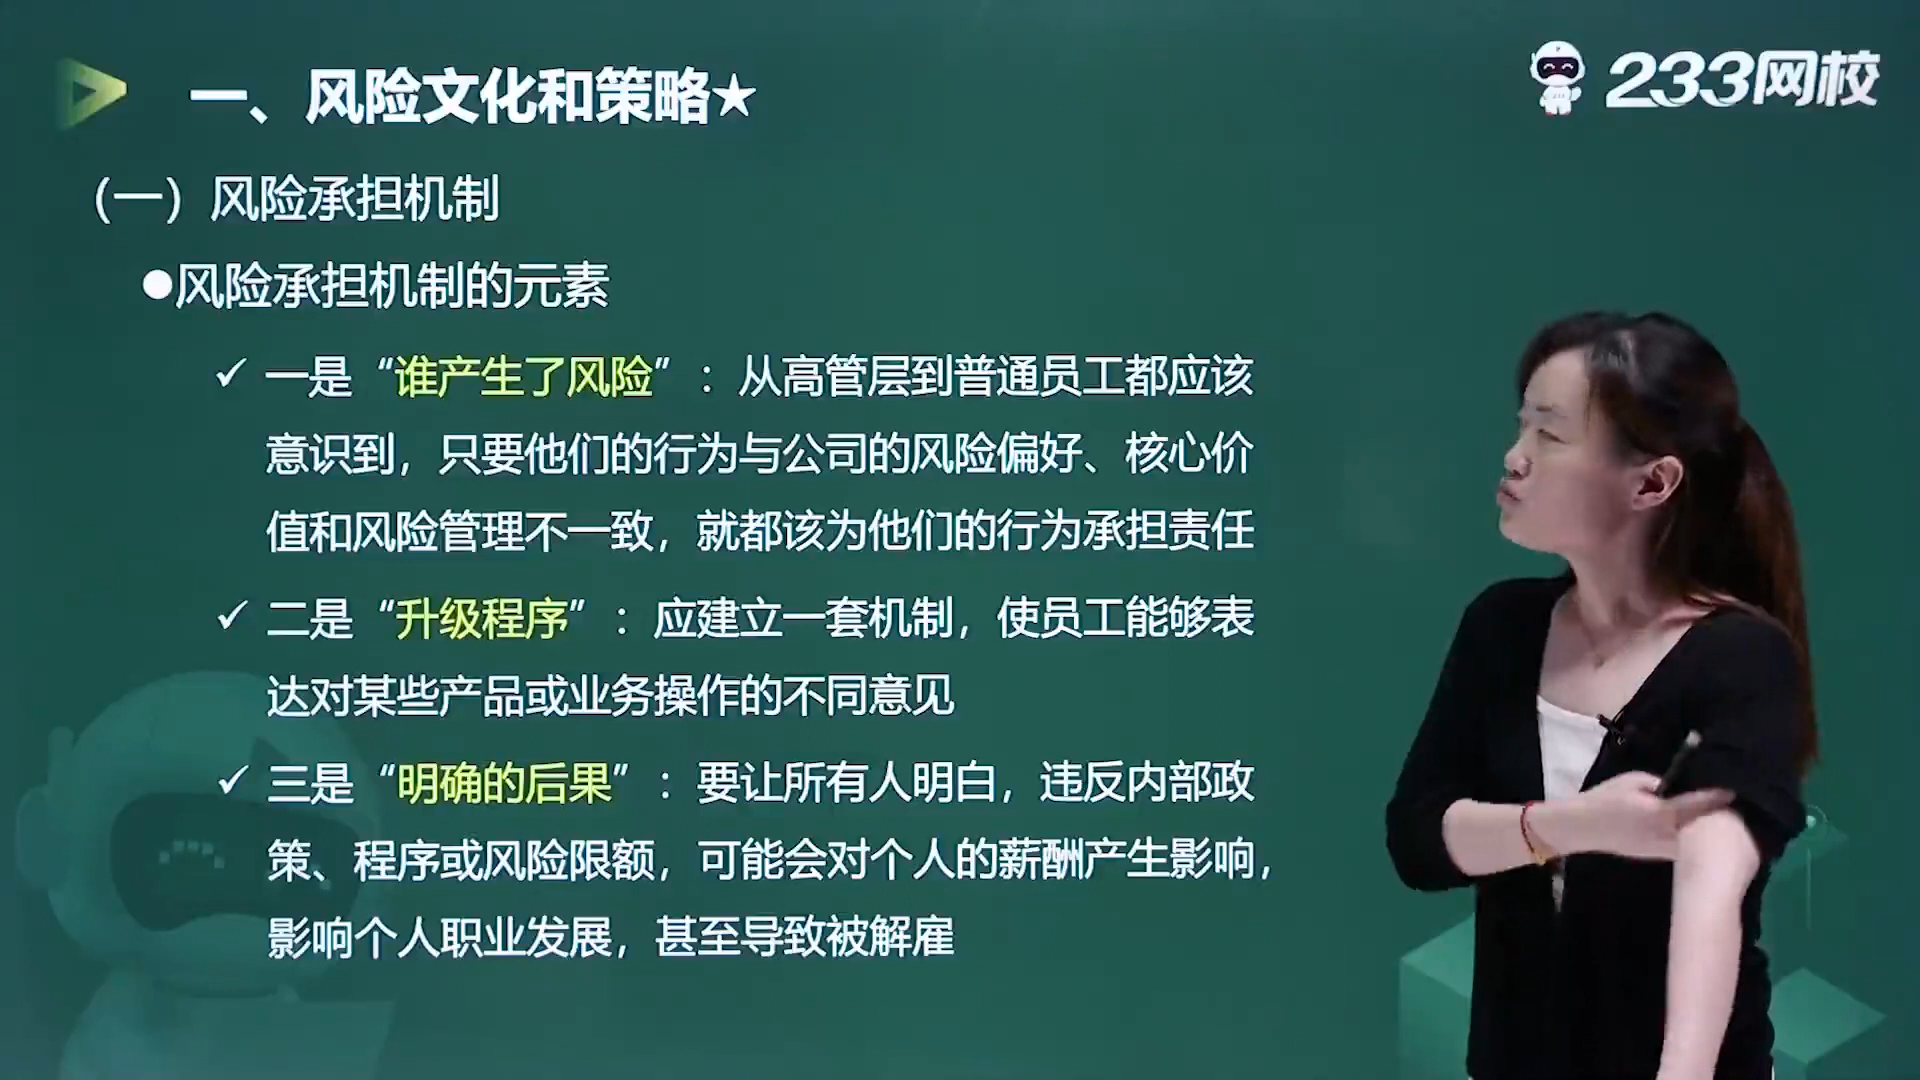 一、风险文化和策略★
233网校
（一）风险承担机制
●风险承担机制的元素
✓ 一是“谁产生了风险”：从高管层到普通员工都应该
意识到，只要他们的行为与公司的风险偏好、核心价
值和风险管理不一致，就都该为他们的行为承担责任
✓ 二是“升级程序”：应建立一套机制，使员工能够表
达对某些产品或业务操作的不同意见
✓ 三是“明确的后果”：要让所有人明白，违反内部政
策、程序或风险限额，可能会对个人的薪酬产生影响，
影响个人职业发展，甚至导致被解雇